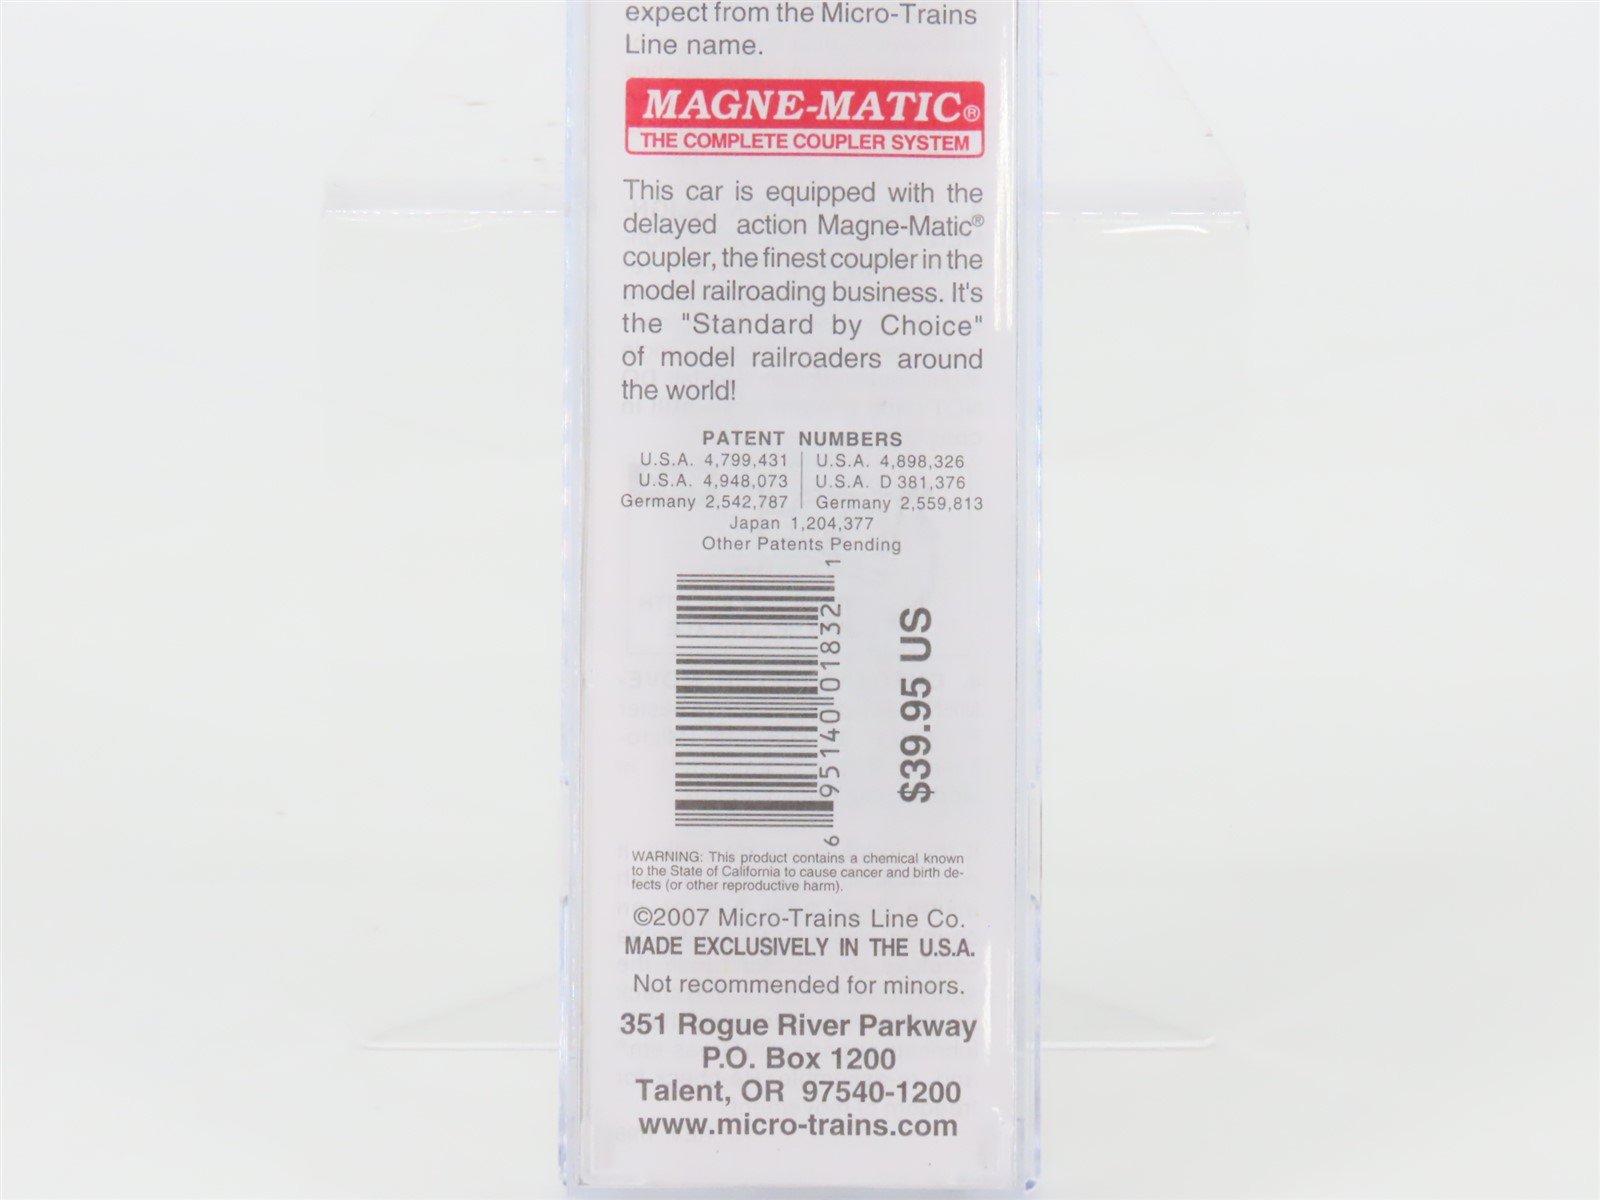 expect from the Micro-Trains
Line name.
MAGNE-MATIC®
THE COMPLETE COUPLER SYSTEM
This car is equipped with the
delayed action Magne-Matic®
coupler, the finest coupler in the
model railroading business. It's
the "Standard by Choice"
of model railroaders around
the world!
PATENT NUMBERS
U.S.A. 4,799,431 | U.S.A. 4,898,326
U.S.A. 4,948,073 | U.S.A. D 381,376
Germany 2,542,787 | Germany 2,559,813
Japan 1,204,377
Other Patents Pending
6 95140 01832 1
$39.95 US
WARNING: This product contains a chemical known
to the State of California to cause cancer and birth de-
fects (or other reproductive harm).
©2007 Micro-Trains Line Co.
MADE EXCLUSIVELY IN THE U.S.A.
Not recommended for minors.
351 Rogue River Parkway
P.O. Box 1200
Talent, OR 97540-1200
www.micro-trains.com